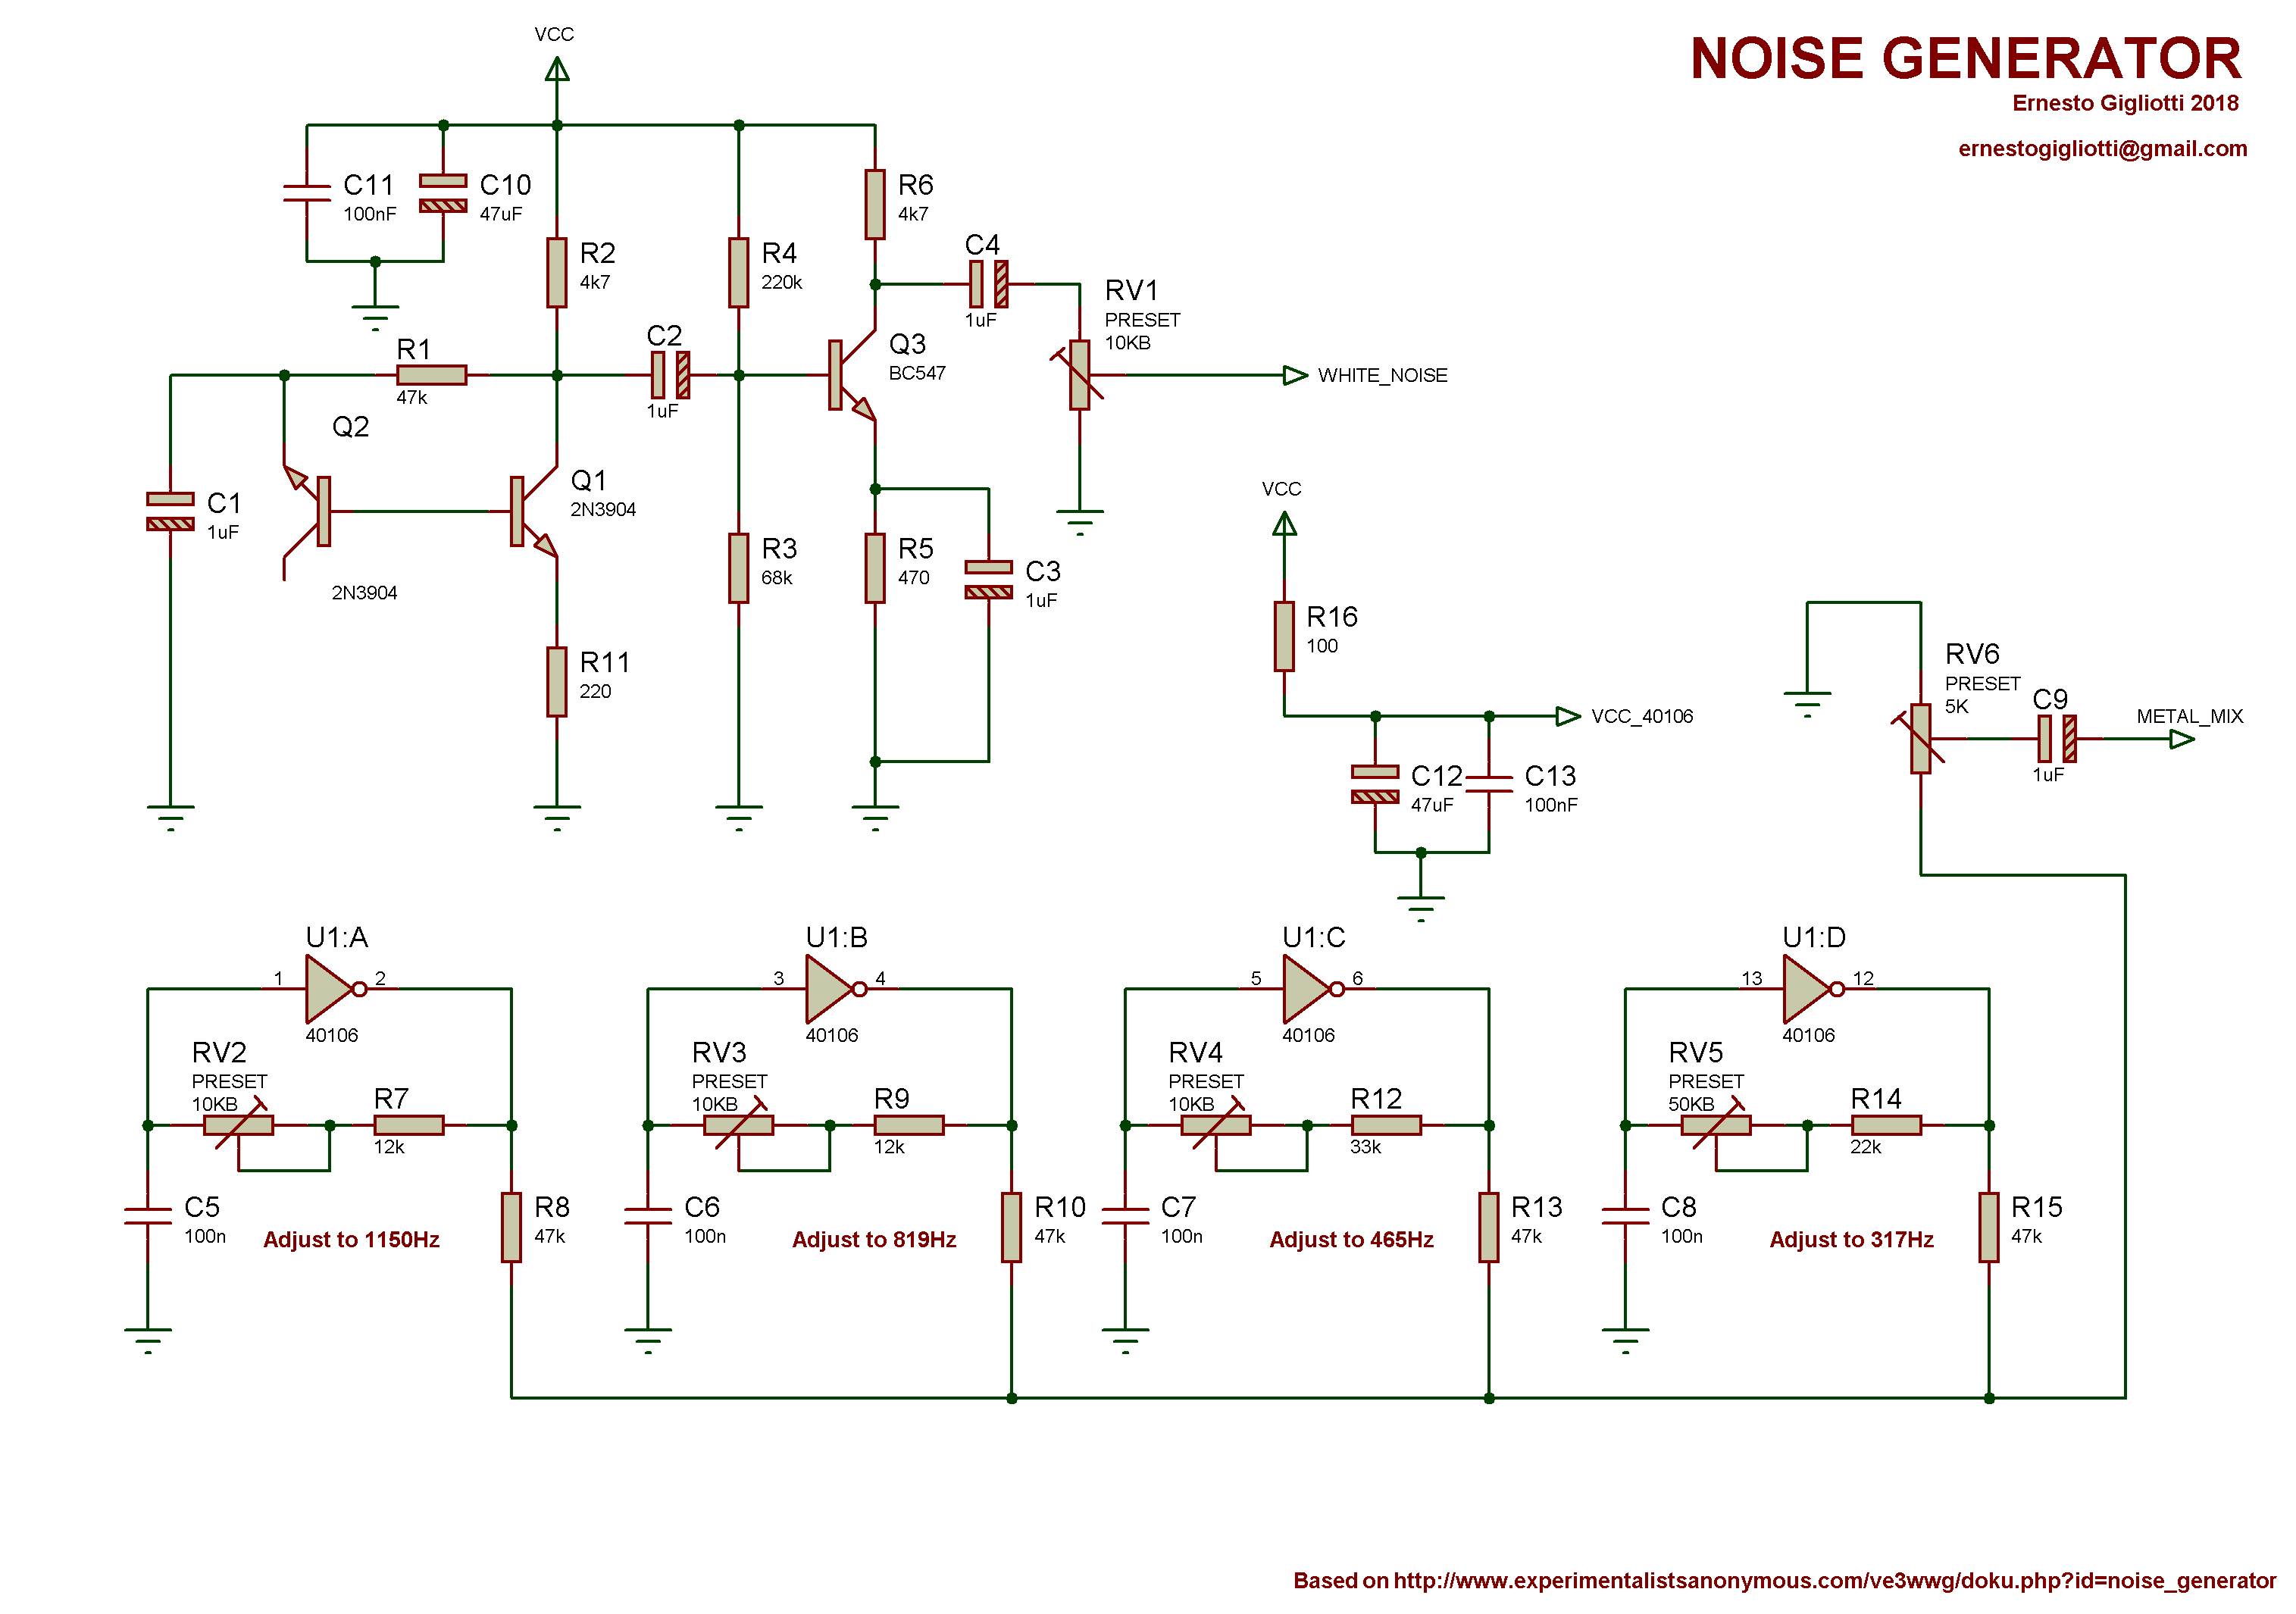 NOISE GENERATOR
Ernesto Gigliotti 2018
ernestogigliotti@gmail.com
VCC
C11
100nF
C10
47uF
R2
4k7
R4
220k
R6
4k7
C4
1uF
RV1
PRESET
10KB
WHITE_NOISE
R1
47k
C2
1uF
Q3
BC547
Q2
2N3904
Q1
2N3904
C1
1uF
R11
220
R3
68k
R5
470
C3
1uF
VCC
R16
100
VCC_40106
C12
47uF
C13
100nF
RV6
PRESET
5K
C9
1uF
METAL_MIX
U1:A
1
2
40106
RV2
PRESET
10KB
R7
12k
C5
100n
Adjust to 1150Hz
R8
47k
U1:B
3
4
40106
RV3
PRESET
10KB
R9
12k
C6
100n
Adjust to 819Hz
R10
47k
U1:C
5
6
40106
RV4
PRESET
10KB
R12
33k
C7
100n
Adjust to 465Hz
R13
47k
U1:D
13
12
40106
RV5
PRESET
50KB
R14
22k
C8
100n
Adjust to 317Hz
R15
47k
Based on http://www.experimentalistsanonymous.com/ve3wwg/doku.php?id=noise_generator